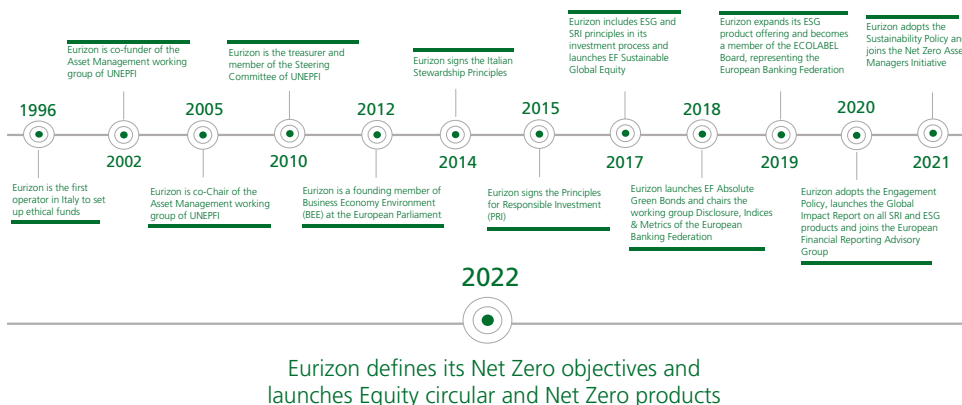 Eurizon is co-funder of the
Asset Management working
group of UNEPFI
Eurizon is the treasurer and
member of the Steering
Committee of UNEPFI
Eurizon signs the Italian
Stewardship Principles
Eurizon includes ESG and
SRI principles in its
investment process and
launches EF Sustainable
Global Equity
Eurizon expands its ESG
product offering and becomes
a member of the ECOLABEL
Board, representing the
European Banking Federation
Eurizon adopts the
Sustainability Policy and
joins the Net Zero Asse
Managers Initiative
1996
2002
2005
2010
2012
2014
2015
2017
2018
2019
2020
2021
Eurizon is the first
operator in Italy to set
up ethical funds
Eurizon is co-Chair of the
Asset Management working
group of UNEPFI
Eurizon is a founding member of
Business Economy Environment
(BEE) at the European Parliament
Eurizon signs the Principles
for Responsible Investment
(PRI)
Eurizon launches EF Absolute
Green Bonds and chairs the
working group Disclosure, Indices
& Metrics of the European
Banking Federation
Eurizon adopts the Engagement
Policy, launches the Global
Impact Report on all SRI and ESG
products and joins the European
Financial Reporting Advisory
Group
2022
Eurizon defines its Net Zero objectives and
launches Equity circular and Net Zero products